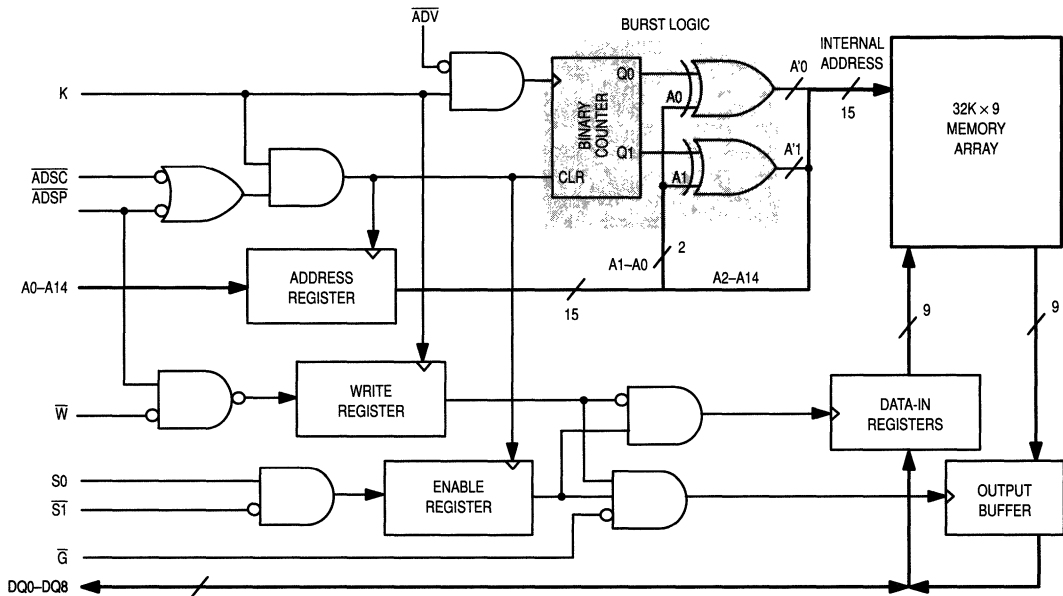 ADV
BURST LOGIC
INTERNAL
ADDRESS
K
BINARY
COUNTER
Q0
A0
A'0
15
32K × 9
MEMORY
ARRAY
Q1
A'1
ADSC
ADSP
CLR
A1
A0–A14
ADDRESS
REGISTER
15
A1–A0
2
A2–A14
9
9
W
WRITE
REGISTER
DATA-IN
REGISTERS
S0
S1
ENABLE
REGISTER
OUTPUT
BUFFER
G
DQ0–DQ8